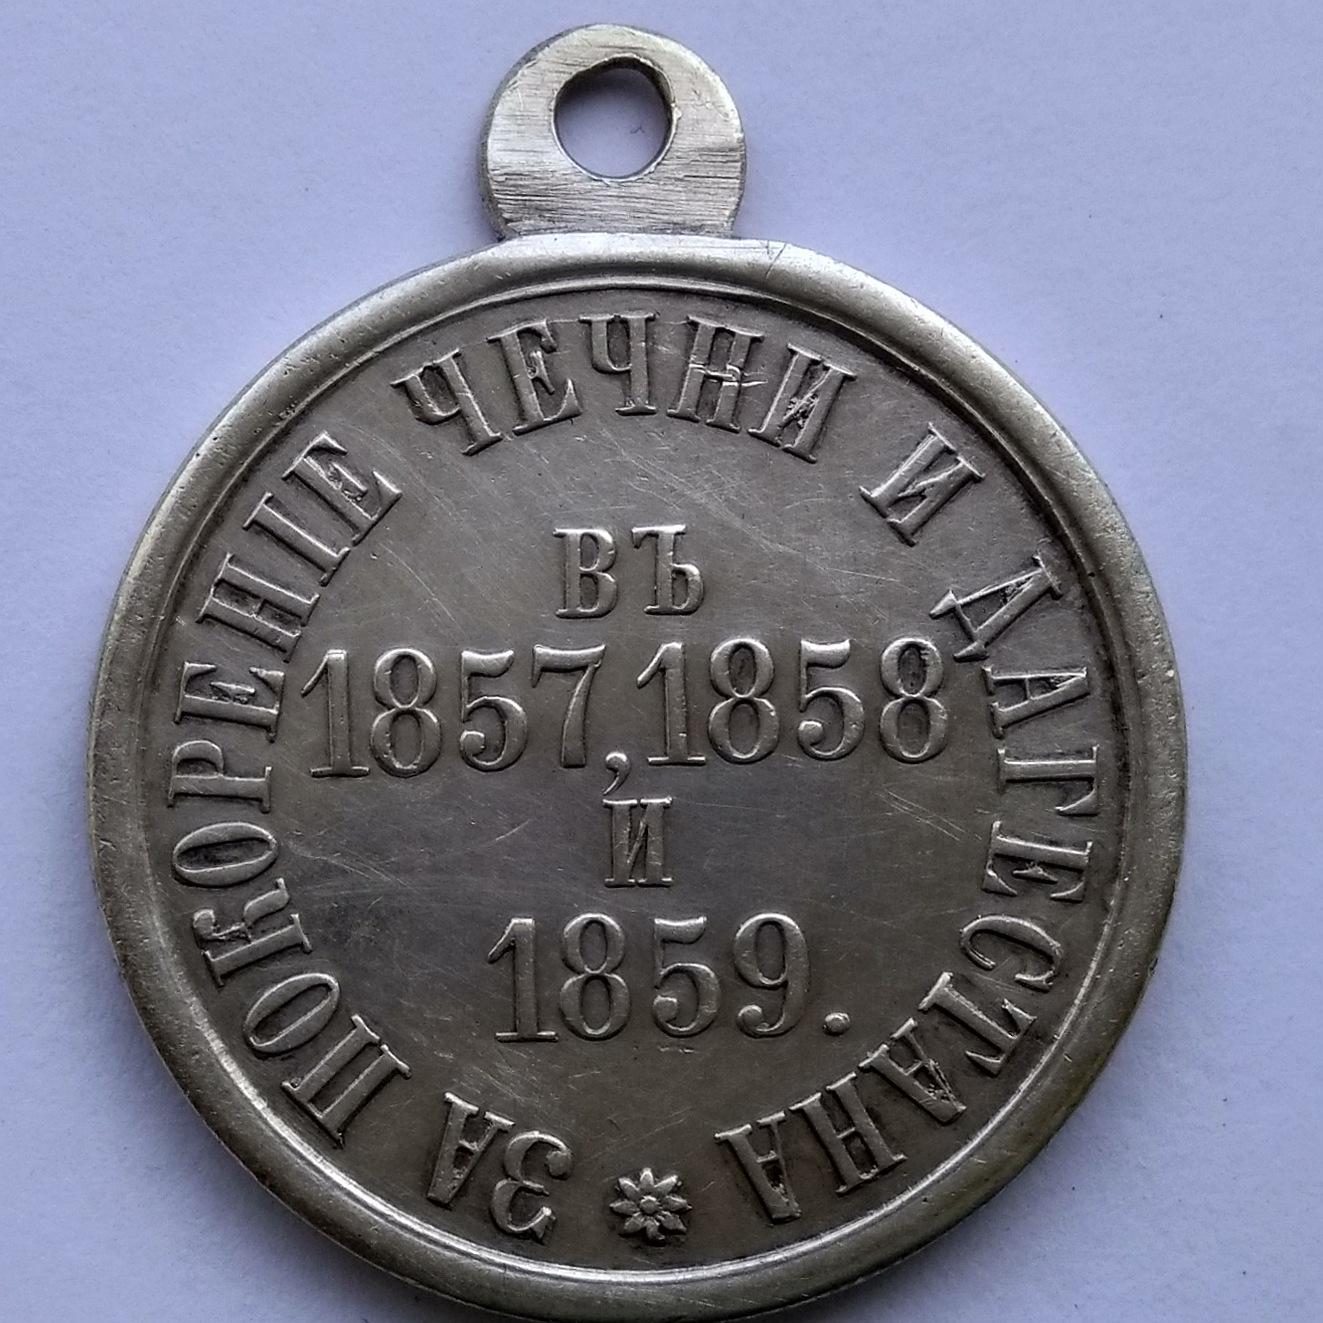 ЗА ПОКОРЕНІЕ ЧЕЧНИ И ДАГЕСТАНА
ВЪ
1857, 1858
И
1859.